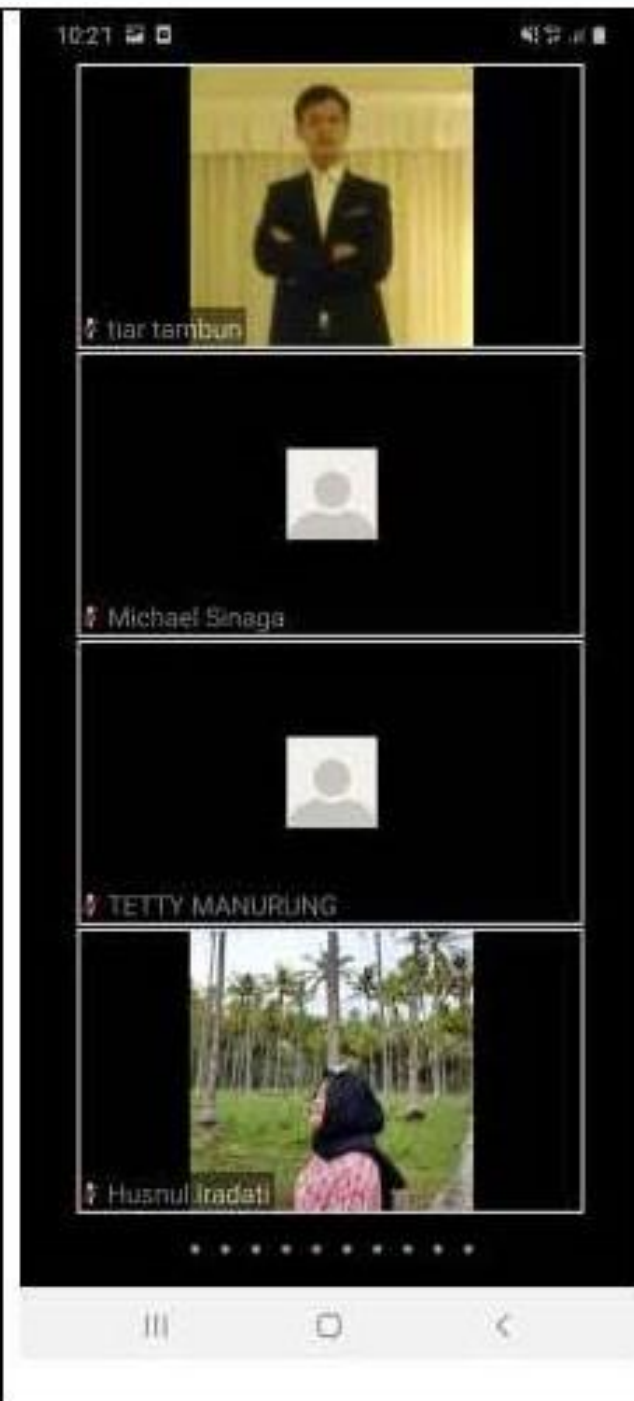 10:21
tiar tambun
Michael Sinaga
TETTY MANURUNG
Husnul Iradati